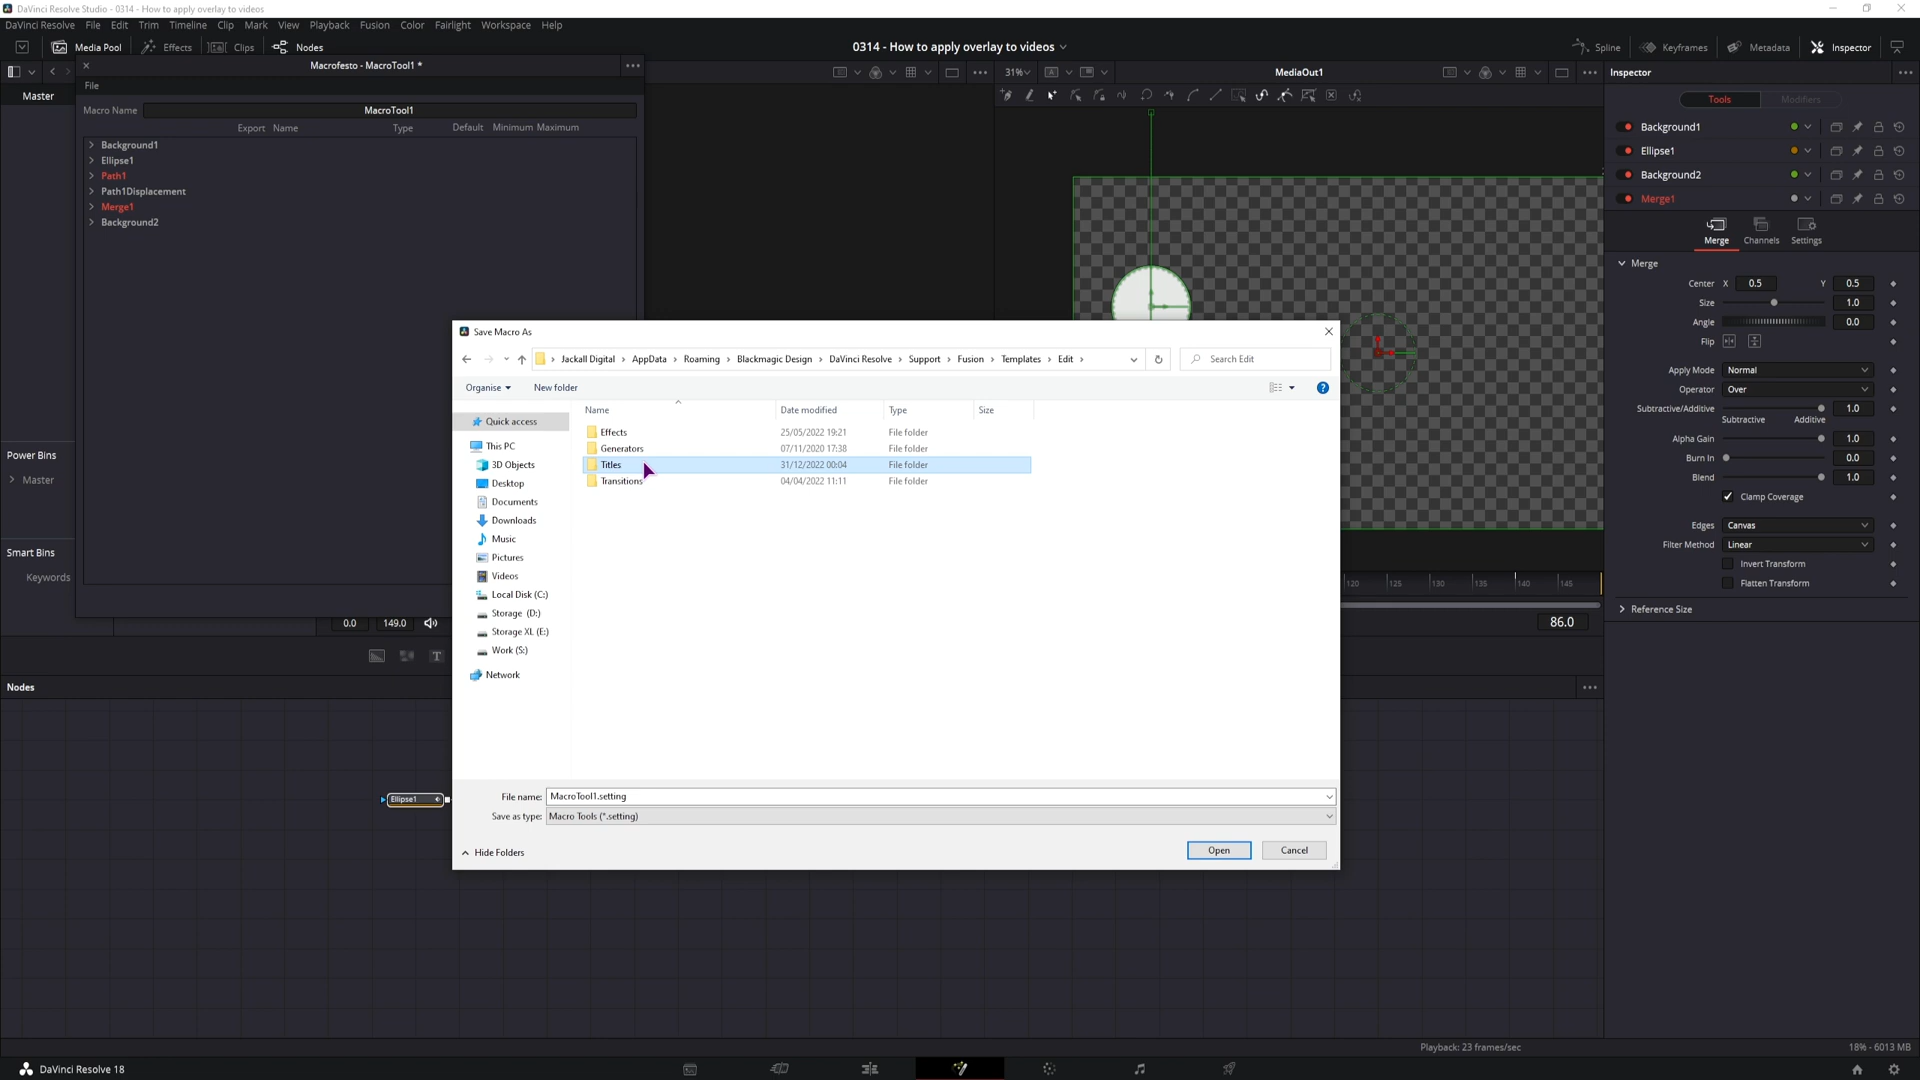 DaVinci Resolve Studio - 0314 - How to apply overlay to videos
DaVinci Resolve File Edit Trim Timeline Clip Mark View Playback Fusion Color Fairlight Workspace Help
Media Pool Effects Clips Nodes 0314 - How to apply overlay to videos Spline Keyframes Metadata Inspector
Macrofesto - MacroTool1 *
31% MediaOut1 Inspector
File
Master
Macro Name MacroTool1
Export Name Type Default Minimum Maximum
Background1
Ellipse1
Path1
Path1Displacement
Merge1
Background2
Tools Modifiers
Background1
Ellipse1
Background2
Merge1
Merge Channels Settings
Merge
Center X 0.5 Y 0.5
Size 1.0
Angle 0.0
Flip
Apply Mode Normal
Operator Over
Subtractive/Additive 1.0
Subtractive Additive
Alpha Gain 1.0
Burn In 0.0
Blend 1.0
Clamp Coverage
Edges Canvas
Filter Method Linear
Invert Transform
Flatten Transform
Reference Size
Save Macro As
Jackall Digital AppData Roaming Blackmagic Design DaVinci Resolve Support Fusion Templates Edit Search Edit
Organise New folder
Name Date modified Type Size
Effects 25/05/2022 19:21 File folder
Generators 07/11/2020 17:38 File folder
Titles 31/12/2022 00:04 File folder
Transitions 04/04/2022 11:11 File folder
Quick access
This PC
3D Objects
Desktop
Documents
Downloads
Music
Pictures
Videos
Local Disk (C:)
Storage (D:)
Storage XL (E:)
Work (S:)
Network
File name: MacroTool1.setting
Save as type: Macro Tools (*.setting)
Hide Folders Open Cancel
Power Bins
Master
Smart Bins
Keywords
120 125 130 135 140 145
0.0 149.0 86.0
T
Nodes
Ellipse1
Playback: 23 frames/sec 18% - 6013 MB
DaVinci Resolve 18